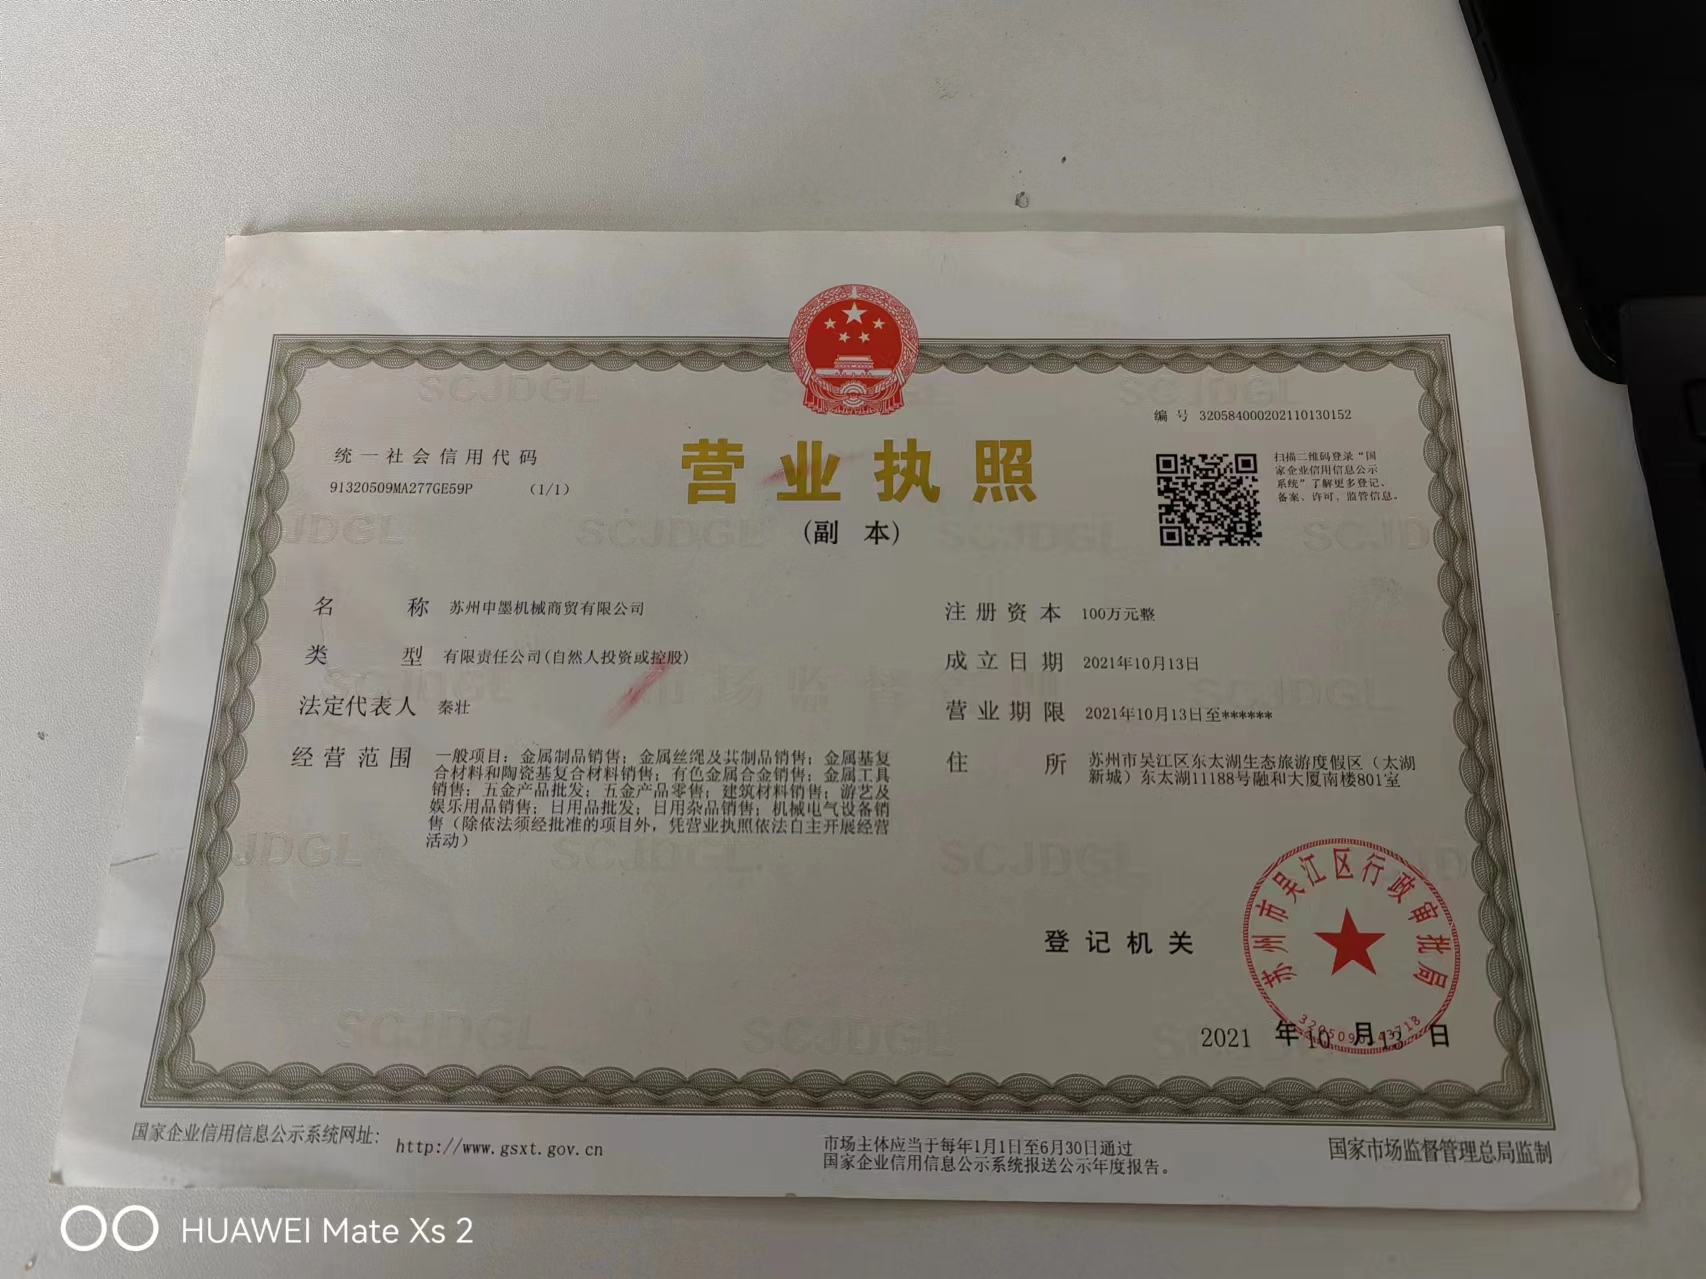 编号 320584000202110130152
统一社会信用代码
91320509MA277GE59P (1/1)
营业执照
(副本)
扫描二维码登录“国
家企业信用信息公示
系统”了解更多登记、
备案、许可、监管信息。
名称 苏州申墨机械商贸有限公司
类型 有限责任公司(自然人投资或控股)
法定代表人 秦壮
经营范围 一般项目：金属制品销售；金属丝绳及其制品销售；金属基复
合材料和陶瓷基复合材料销售；有色金属合金销售；金属工具
销售；五金产品批发；五金产品零售；建筑材料销售；游艺及
娱乐用品销售；日用品批发；日用杂品销售；机械电气设备销
售（除依法须经批准的项目外，凭营业执照依法自主开展经营
活动）
注册资本 100万元整
成立日期 2021年10月13日
营业期限 2021年10月13日至******
住所 苏州市吴江区东太湖生态旅游度假区（太湖
新城）东太湖11188号融和大厦南楼801室
登记机关
苏州市吴江区行政审批局
2021 年 10 月 13 日
国家企业信用信息公示系统网址：http://www.gsxt.gov.cn
市场主体应当于每年1月1日至6月30日通过
国家企业信用信息公示系统报送公示年度报告。
国家市场监督管理总局监制
HUAWEI Mate Xs 2